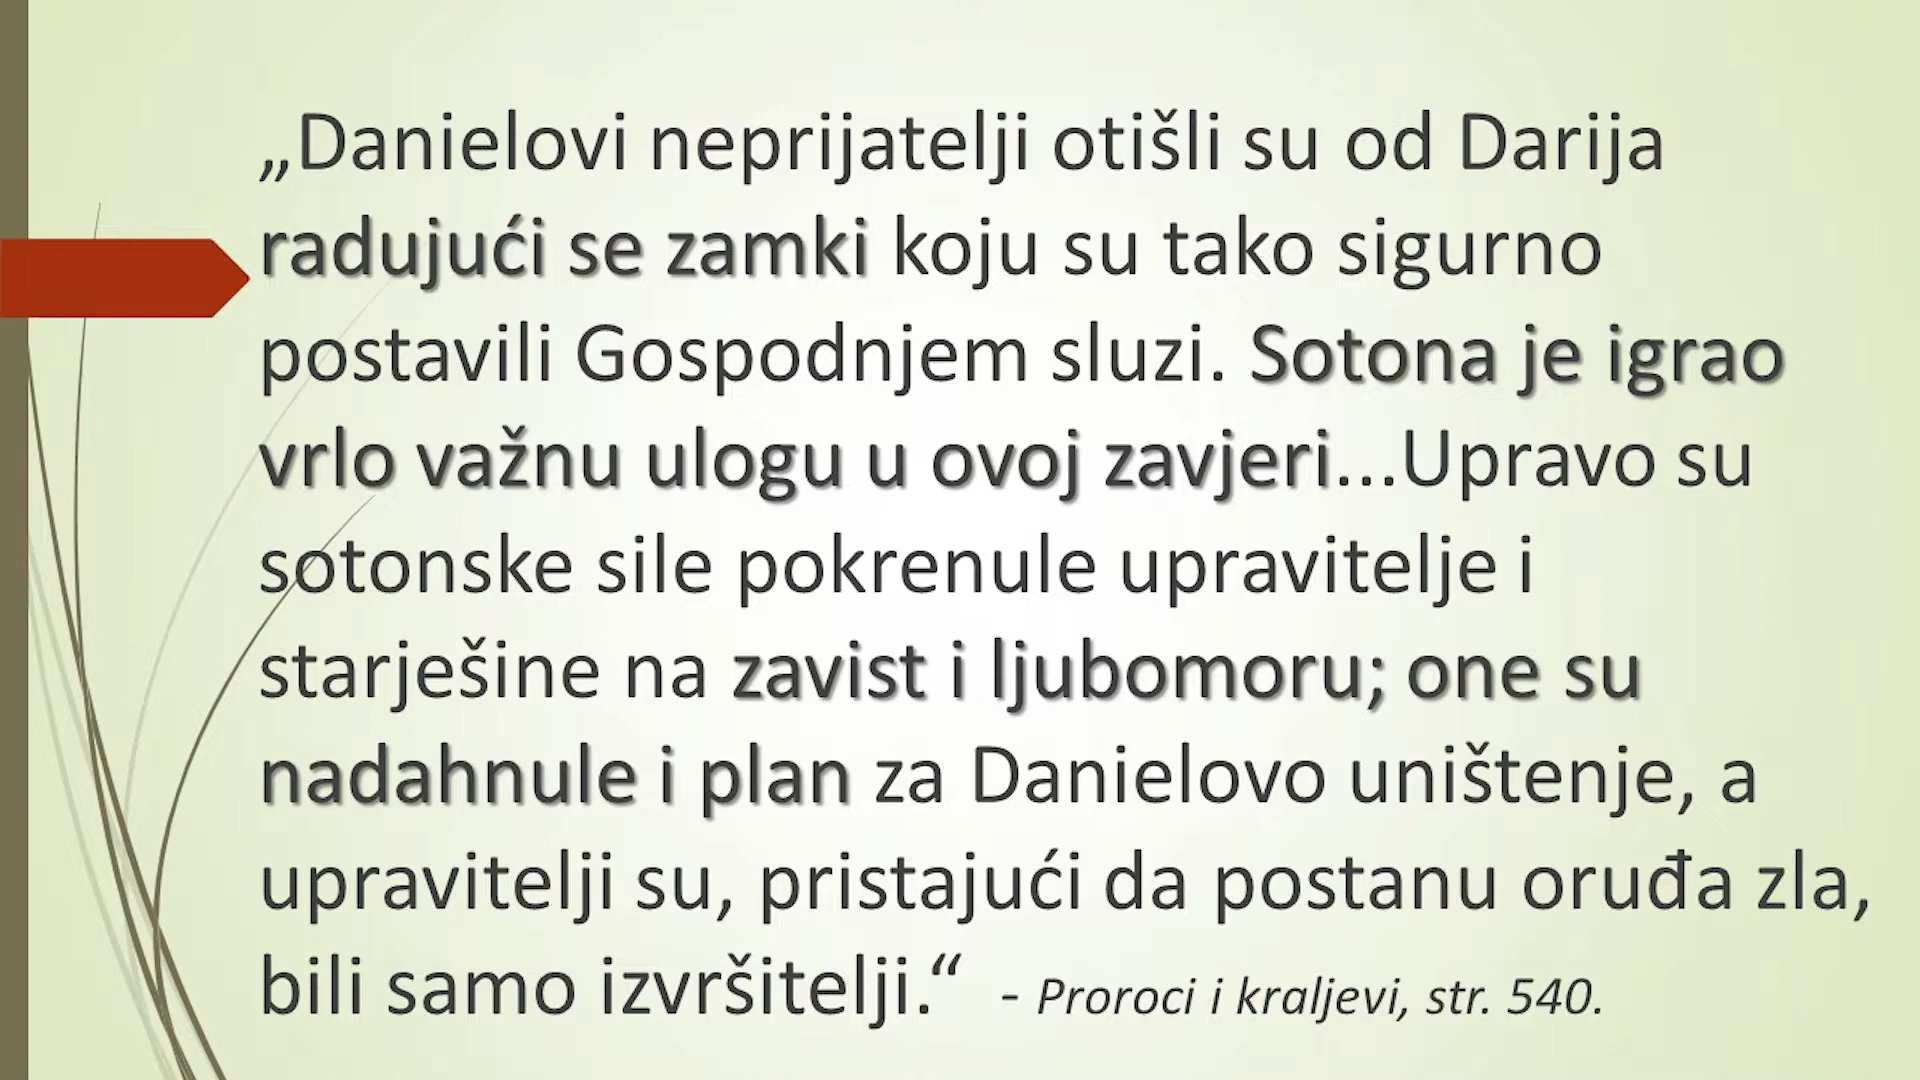 „Danielovi neprijatelji otišli su od Darija
radujući se zamki koju su tako sigurno
postavili Gospodnjem sluzi. Sotona je igrao
vrlo važnu ulogu u ovoj zavjeri...Upravo su
sotonske sile pokrenule upravitelje i
starješine na zavist i ljubomoru; one su
nadahnule i plan za Danielovo uništenje, a
upravitelji su, pristajući da postanu oruđa zla,
bili samo izvršitelji.“ - Proroci i kraljevi, str. 540.